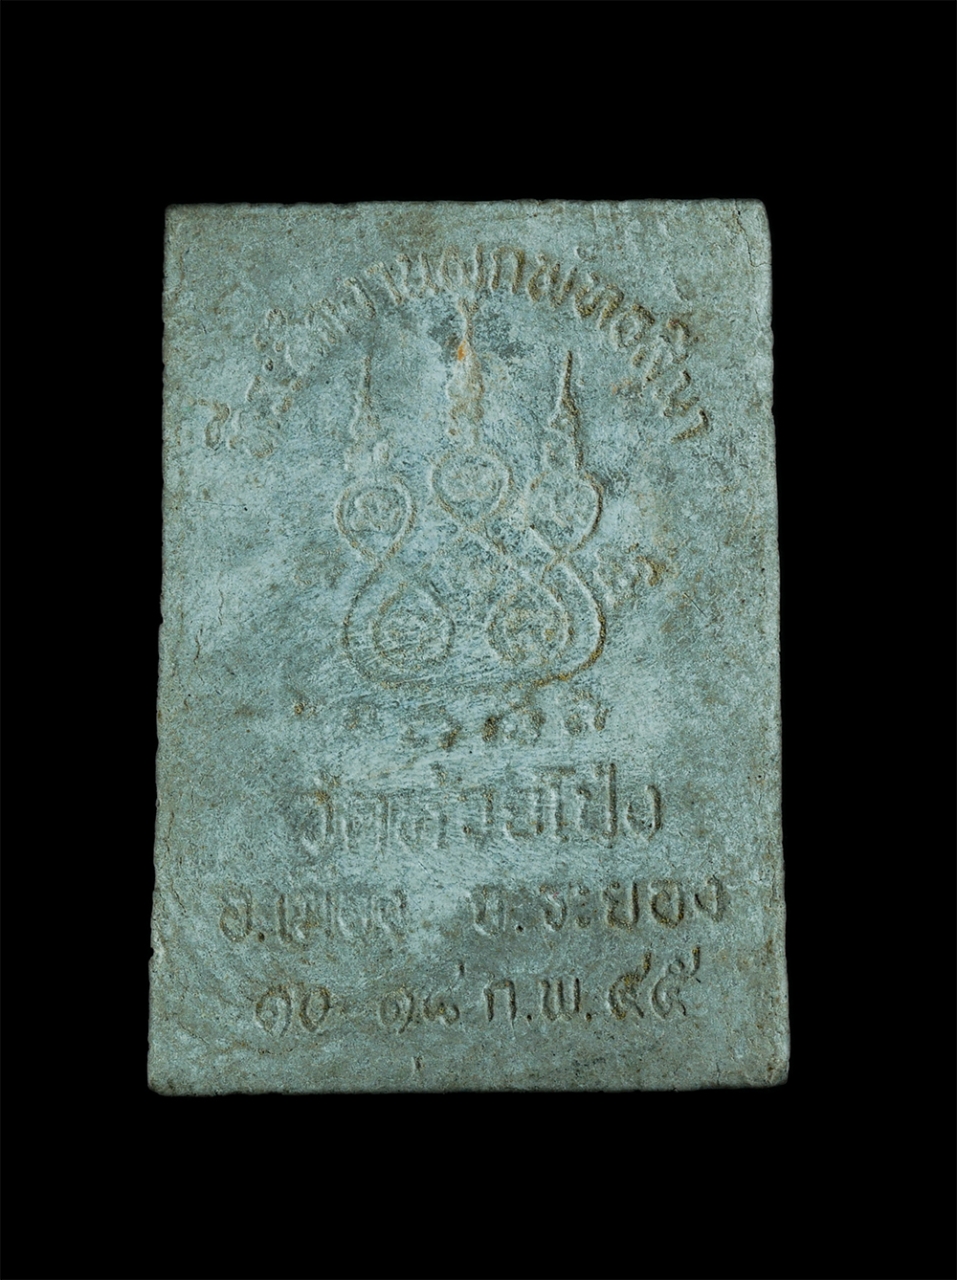 ที่ระลึกงานผูกพัทธสีมา
วัดห้วยโป่ง
อ.เมือง จ.ระยอง
๑๐-๑๘ ก.พ.๔๕